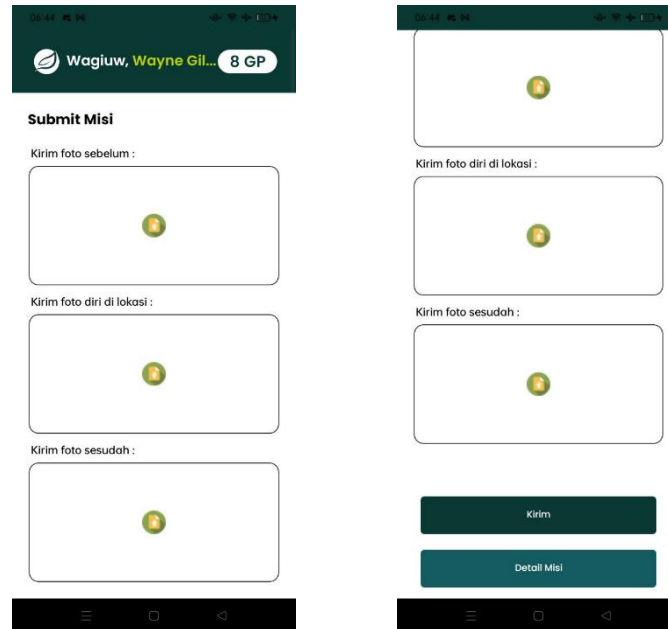 06:44
Wagiuw, Wayne Gil... 8 GP
Submit Misi
Kirim foto sebelum :
Kirim foto diri di lokasi :
Kirim foto sesudah :
06:44
Kirim foto diri di lokasi :
Kirim foto sesudah :
Kirim
Detail Misi